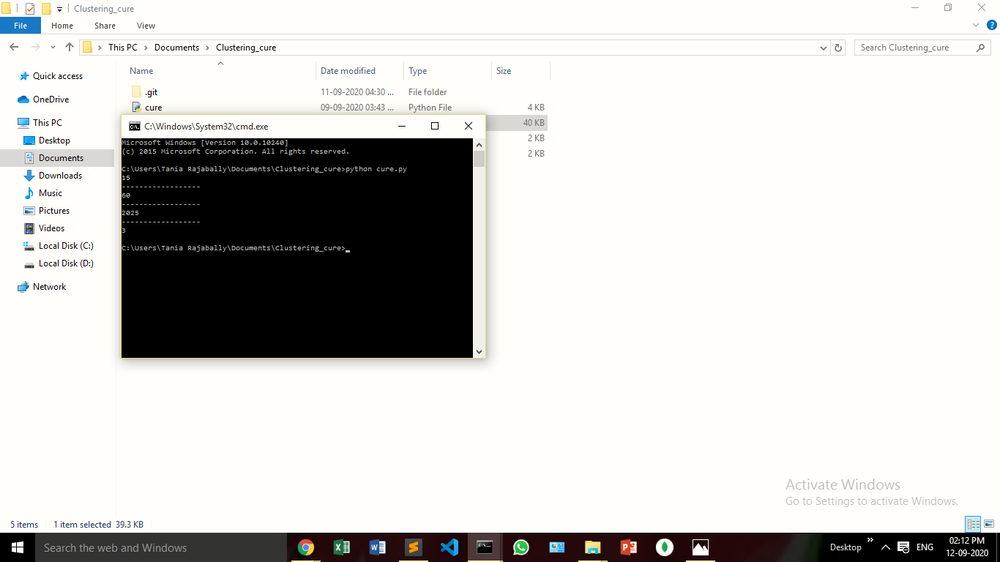 Clustering_cure
File Home Share View
This PC Documents Clustering_cure
Search Clustering_cure
Name Date modified Type Size
Quick access
OneDrive
This PC
Desktop
Documents
Downloads
Music
Pictures
Videos
Local Disk (C:)
Local Disk (D:)
Network
.git 11-09-2020 04:30 ... File folder
cure 09-09-2020 03:43 ... Python File 4 KB
40 KB
2 KB
2 KB
C:\Windows\System32\cmd.exe
Microsoft Windows [Version 10.0.10240]
(c) 2015 Microsoft Corporation. All rights reserved.
C:\Users\Tania Rajabally\Documents\Clustering_cure>python cure.py
15
------------------
60
------------------
2025
------------------
3
C:\Users\Tania Rajabally\Documents\Clustering_cure>
Activate Windows
Go to Settings to activate Windows.
5 items 1 item selected 39.3 KB
Search the web and Windows
Desktop
ENG
02:12 PM
12-09-2020